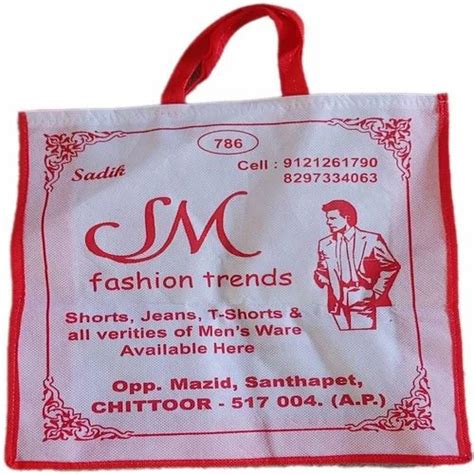 786
Sadik
Cell : 9121261790
8297334063
SM
fashion trends
Shorts, Jeans, T-Shorts &
all verities of Men's Ware
Available Here
Opp. Mazid, Santhapet,
CHITTOOR - 517 004. (A.P.)